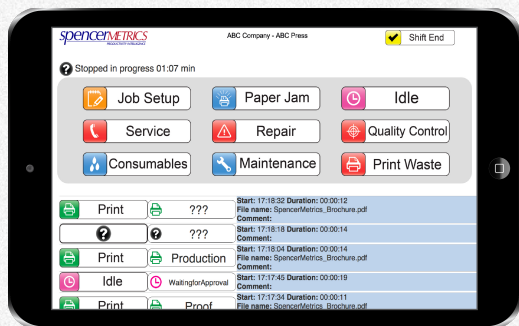 spencerMETRICS
PRODUCTIVITY INTELLIGENCE
ABC Company - ABC Press
Shift End
Stopped in progress 01:07 min
Job Setup
Paper Jam
Idle
Service
Repair
Quality Control
Consumables
Maintenance
Print Waste
Print
???
Start: 17:18:32 Duration: 00:00:12
File name: SpencerMetrics_Brochure.pdf
Comment:
???
Start: 17:18:18 Duration: 00:00:14
Comment:
Print
Production
Start: 17:18:04 Duration: 00:00:14
File name: SpencerMetrics_Brochure.pdf
Comment:
Idle
WaitingforApproval
Start: 17:17:45 Duration: 00:00:19
Comment:
Print
Proof
Start: 17:17:34 Duration: 00:00:11
File name: SpencerMetrics_Brochure.pdf